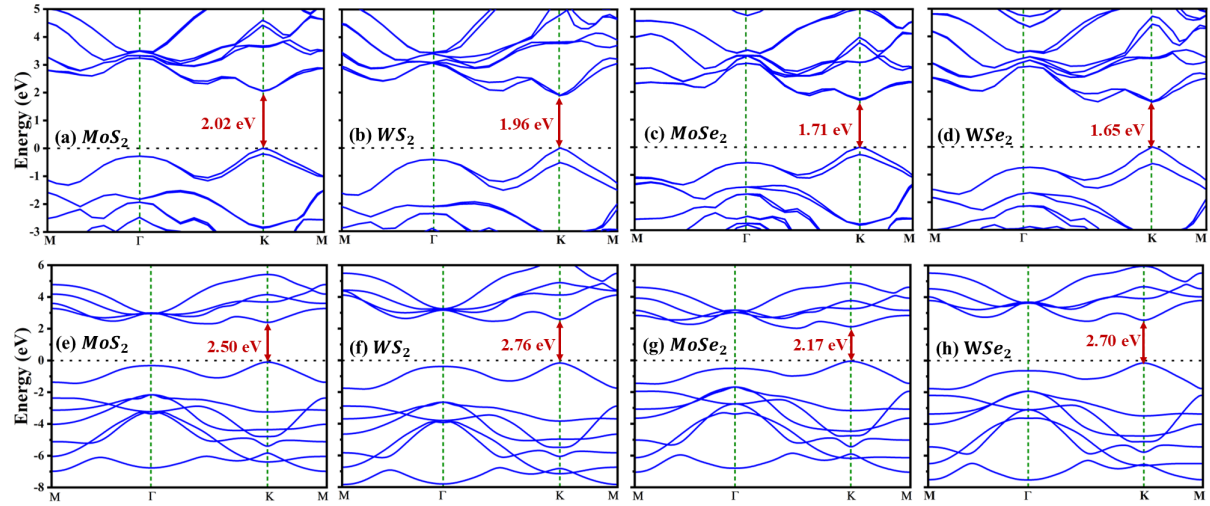 5
4
3
2
1
0
-1
-2
-3
Energy (eV)
(a) MoS₂
2.02 eV
M Γ K M
(b) WS₂
1.96 eV
M Γ K M
(c) MoSe₂
1.71 eV
M Γ K M
(d) WSe₂
1.65 eV
M Γ K M
6
4
2
0
-2
-4
-6
-8
Energy (eV)
(e) MoS₂
2.50 eV
M Γ K M
(f) WS₂
2.76 eV
M Γ K M
(g) MoSe₂
2.17 eV
M Γ K M
(h) WSe₂
2.70 eV
M Γ K M